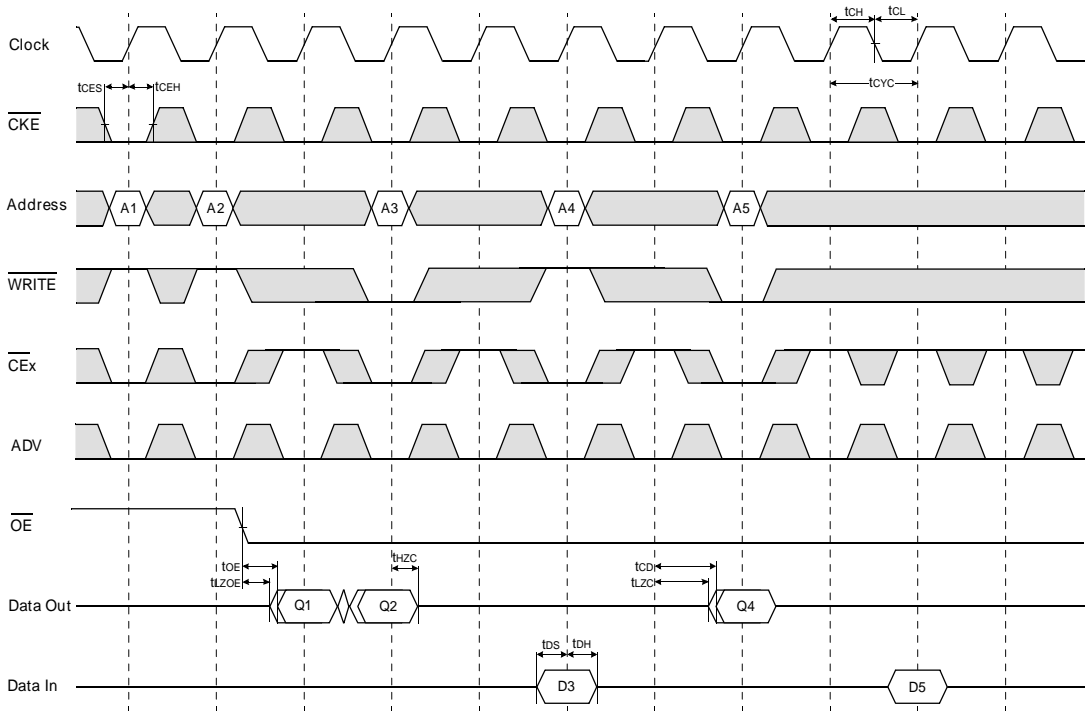 tCH tCL
Clock
tCES tCEH tCYC
CKE
Address A1 A2 A3 A4 A5
WRITE
CEx
ADV
OE
tOE tHZC tCD
tLZOE tLZC
Data Out Q1 Q2 Q4
tDS tDH
Data In D3 D5